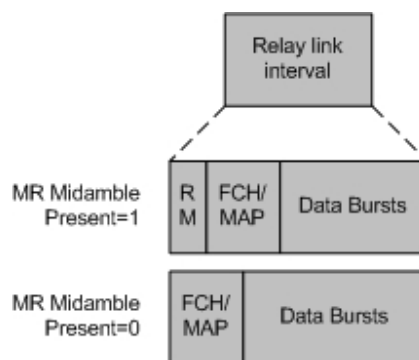 Relay link
interval
MR Midamble
Present=1
R
M
FCH/
MAP
Data Bursts
MR Midamble
Present=0
FCH/
MAP
Data Bursts